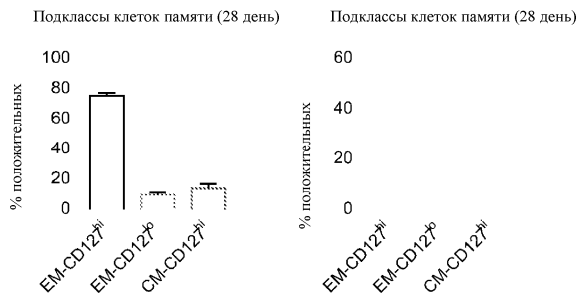 Подклассы клеток памяти (28 день)
% положительных
100
80
60
40
20
0
EM-CD127hi
EM-CD127lo
CM-CD127hi
Подклассы клеток памяти (28 день)
% положительных
60
40
20
0
EM-CD127hi
EM-CD127lo
CM-CD127hi